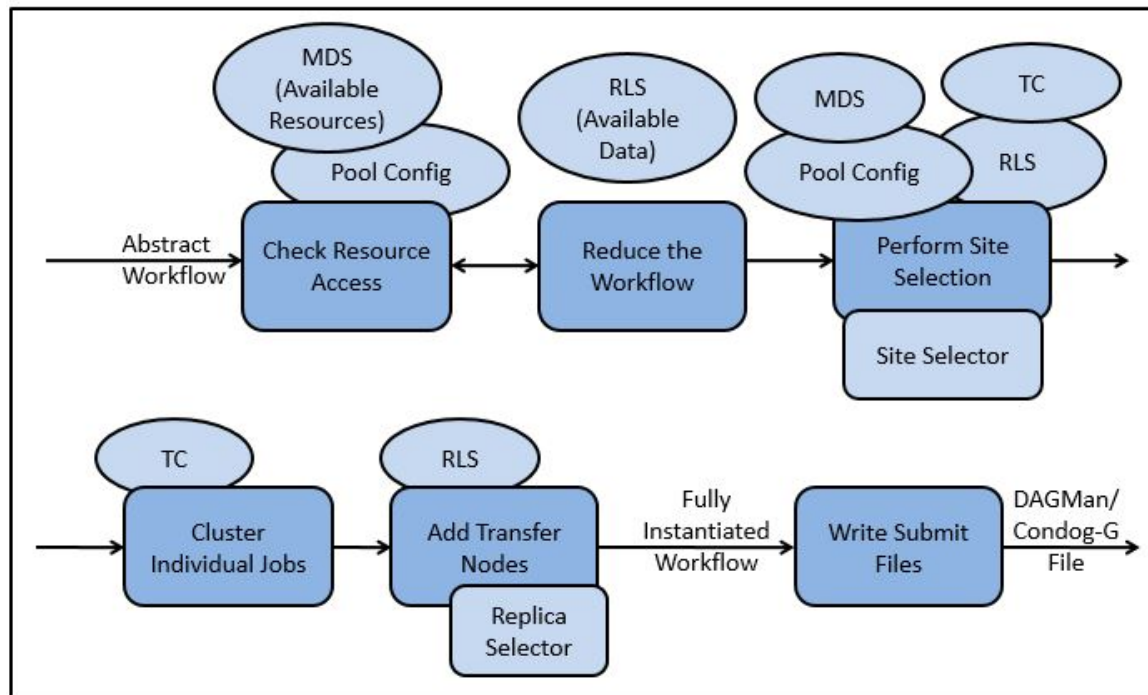 MDS
(Available
Resources)
Pool Config
RLS
(Available
Data)
MDS
TC
Pool Config
RLS
Abstract
Workflow
Check Resource
Access
Reduce the
Workflow
Perform Site
Selection
Site Selector
TC
RLS
Cluster
Individual Jobs
Add Transfer
Nodes
Replica
Selector
Fully
Instantiated
Workflow
Write Submit
Files
DAGMan/
Condog-G
File